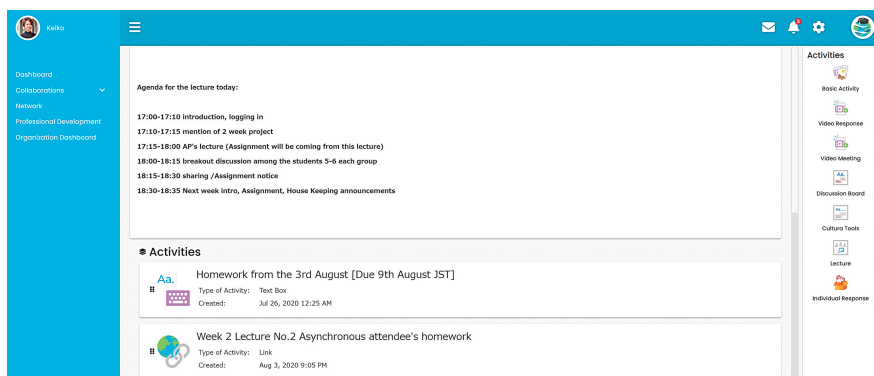 Keiko
Dashboard
Collaborations
Network
Professional Development
Organization Dashboard
Agenda for the lecture today:
17:00-17:10 introduction, logging in
17:10-17:15 mention of 2 week project
17:15-18:00 AP's lecture (Assignment will be coming from this lecture)
18:00-18:15 breakout discussion among the students 5-6 each group
18:15-18:30 sharing /Assignment notice
18:30-18:35 Next week intro, Assignment, House Keeping announcements
Activities
Aa.
Homework from the 3rd August [Due 9th August JST]
Type of Activity: Text Box
Created: Jul 26, 2020 12:25 AM
Week 2 Lecture No.2 Asynchronous attendee's homework
Type of Activity: Link
Created: Aug 3, 2020 9:05 PM
Activities
Basic Activity
Video Response
Video Meeting
Aa.
Discussion Board
Cultura Tools
Lecture
Individual Response